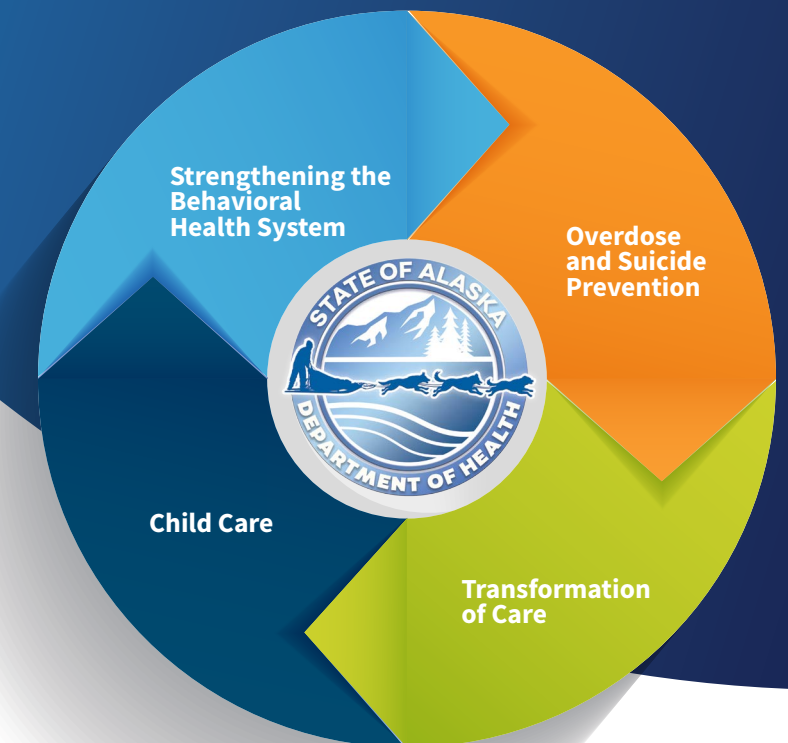 Strengthening the
Behavioral
Health System
Overdose
and Suicide
Prevention
STATE OF ALASKA
DEPARTMENT OF HEALTH
Child Care
Transformation
of Care